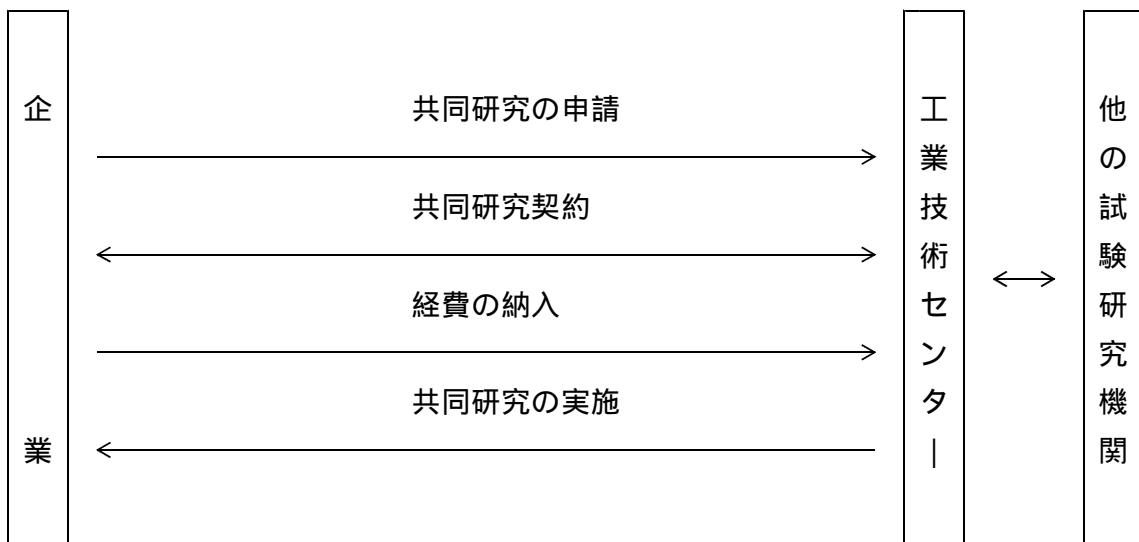 企業
共同研究の申請
共同研究契約
経費の納入
共同研究の実施
工業技術センター
他の試験研究機関